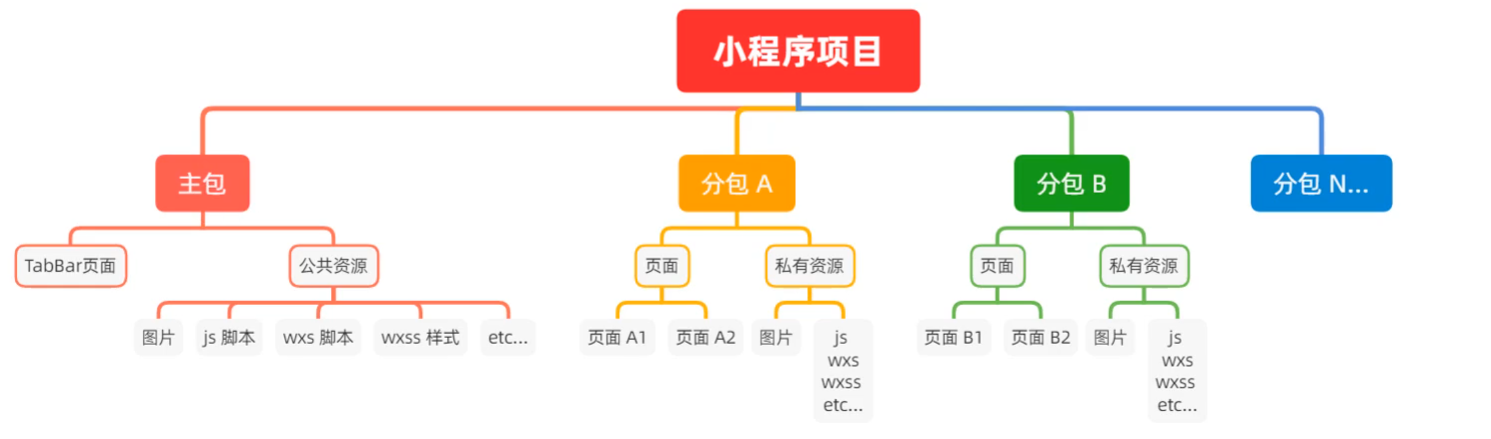 小程序项目
主包
分包 A
分包 B
分包 N...
TabBar页面
公共资源
页面
私有资源
页面
私有资源
图片
js 脚本
wxs 脚本
wxss 样式
etc...
页面 A1
页面 A2
图片
js
wxs
wxss
etc...
页面 B1
页面 B2
图片
js
wxs
wxss
etc...